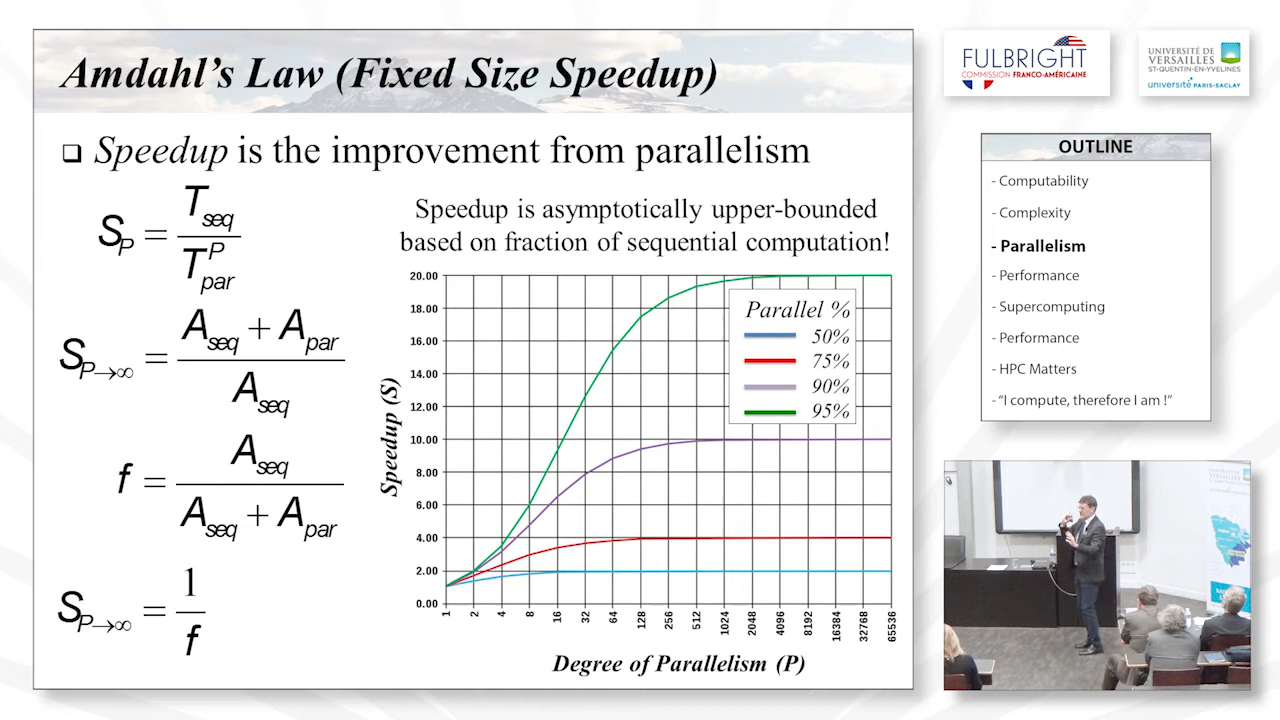 Amdahl's Law (Fixed Size Speedup)
❑ Speedup is the improvement from parallelism
S_P = T_seq / T_par^P
S_P→∞ = (A_seq + A_par) / A_seq
f = A_seq / (A_seq + A_par)
S_P→∞ = 1 / f
Speedup is asymptotically upper-bounded
based on fraction of sequential computation!
20.00
18.00
16.00
14.00
12.00
10.00
8.00
6.00
4.00
2.00
0.00
Speedup (S)
Parallel %
50%
75%
90%
95%
1 2 4 8 16 32 64 128 256 512 1024 2048 4096 8192 16384 32768 65536
Degree of Parallelism (P)
FULBRIGHT
COMMISSION FRANCO-AMÉRICAINE
UNIVERSITÉ DE
VERSAILLES
ST-QUENTIN-EN-YVELINES
université PARIS-SACLAY
OUTLINE
- Computability
- Complexity
- Parallelism
- Performance
- Supercomputing
- Performance
- HPC Matters
- "I compute, therefore I am !"